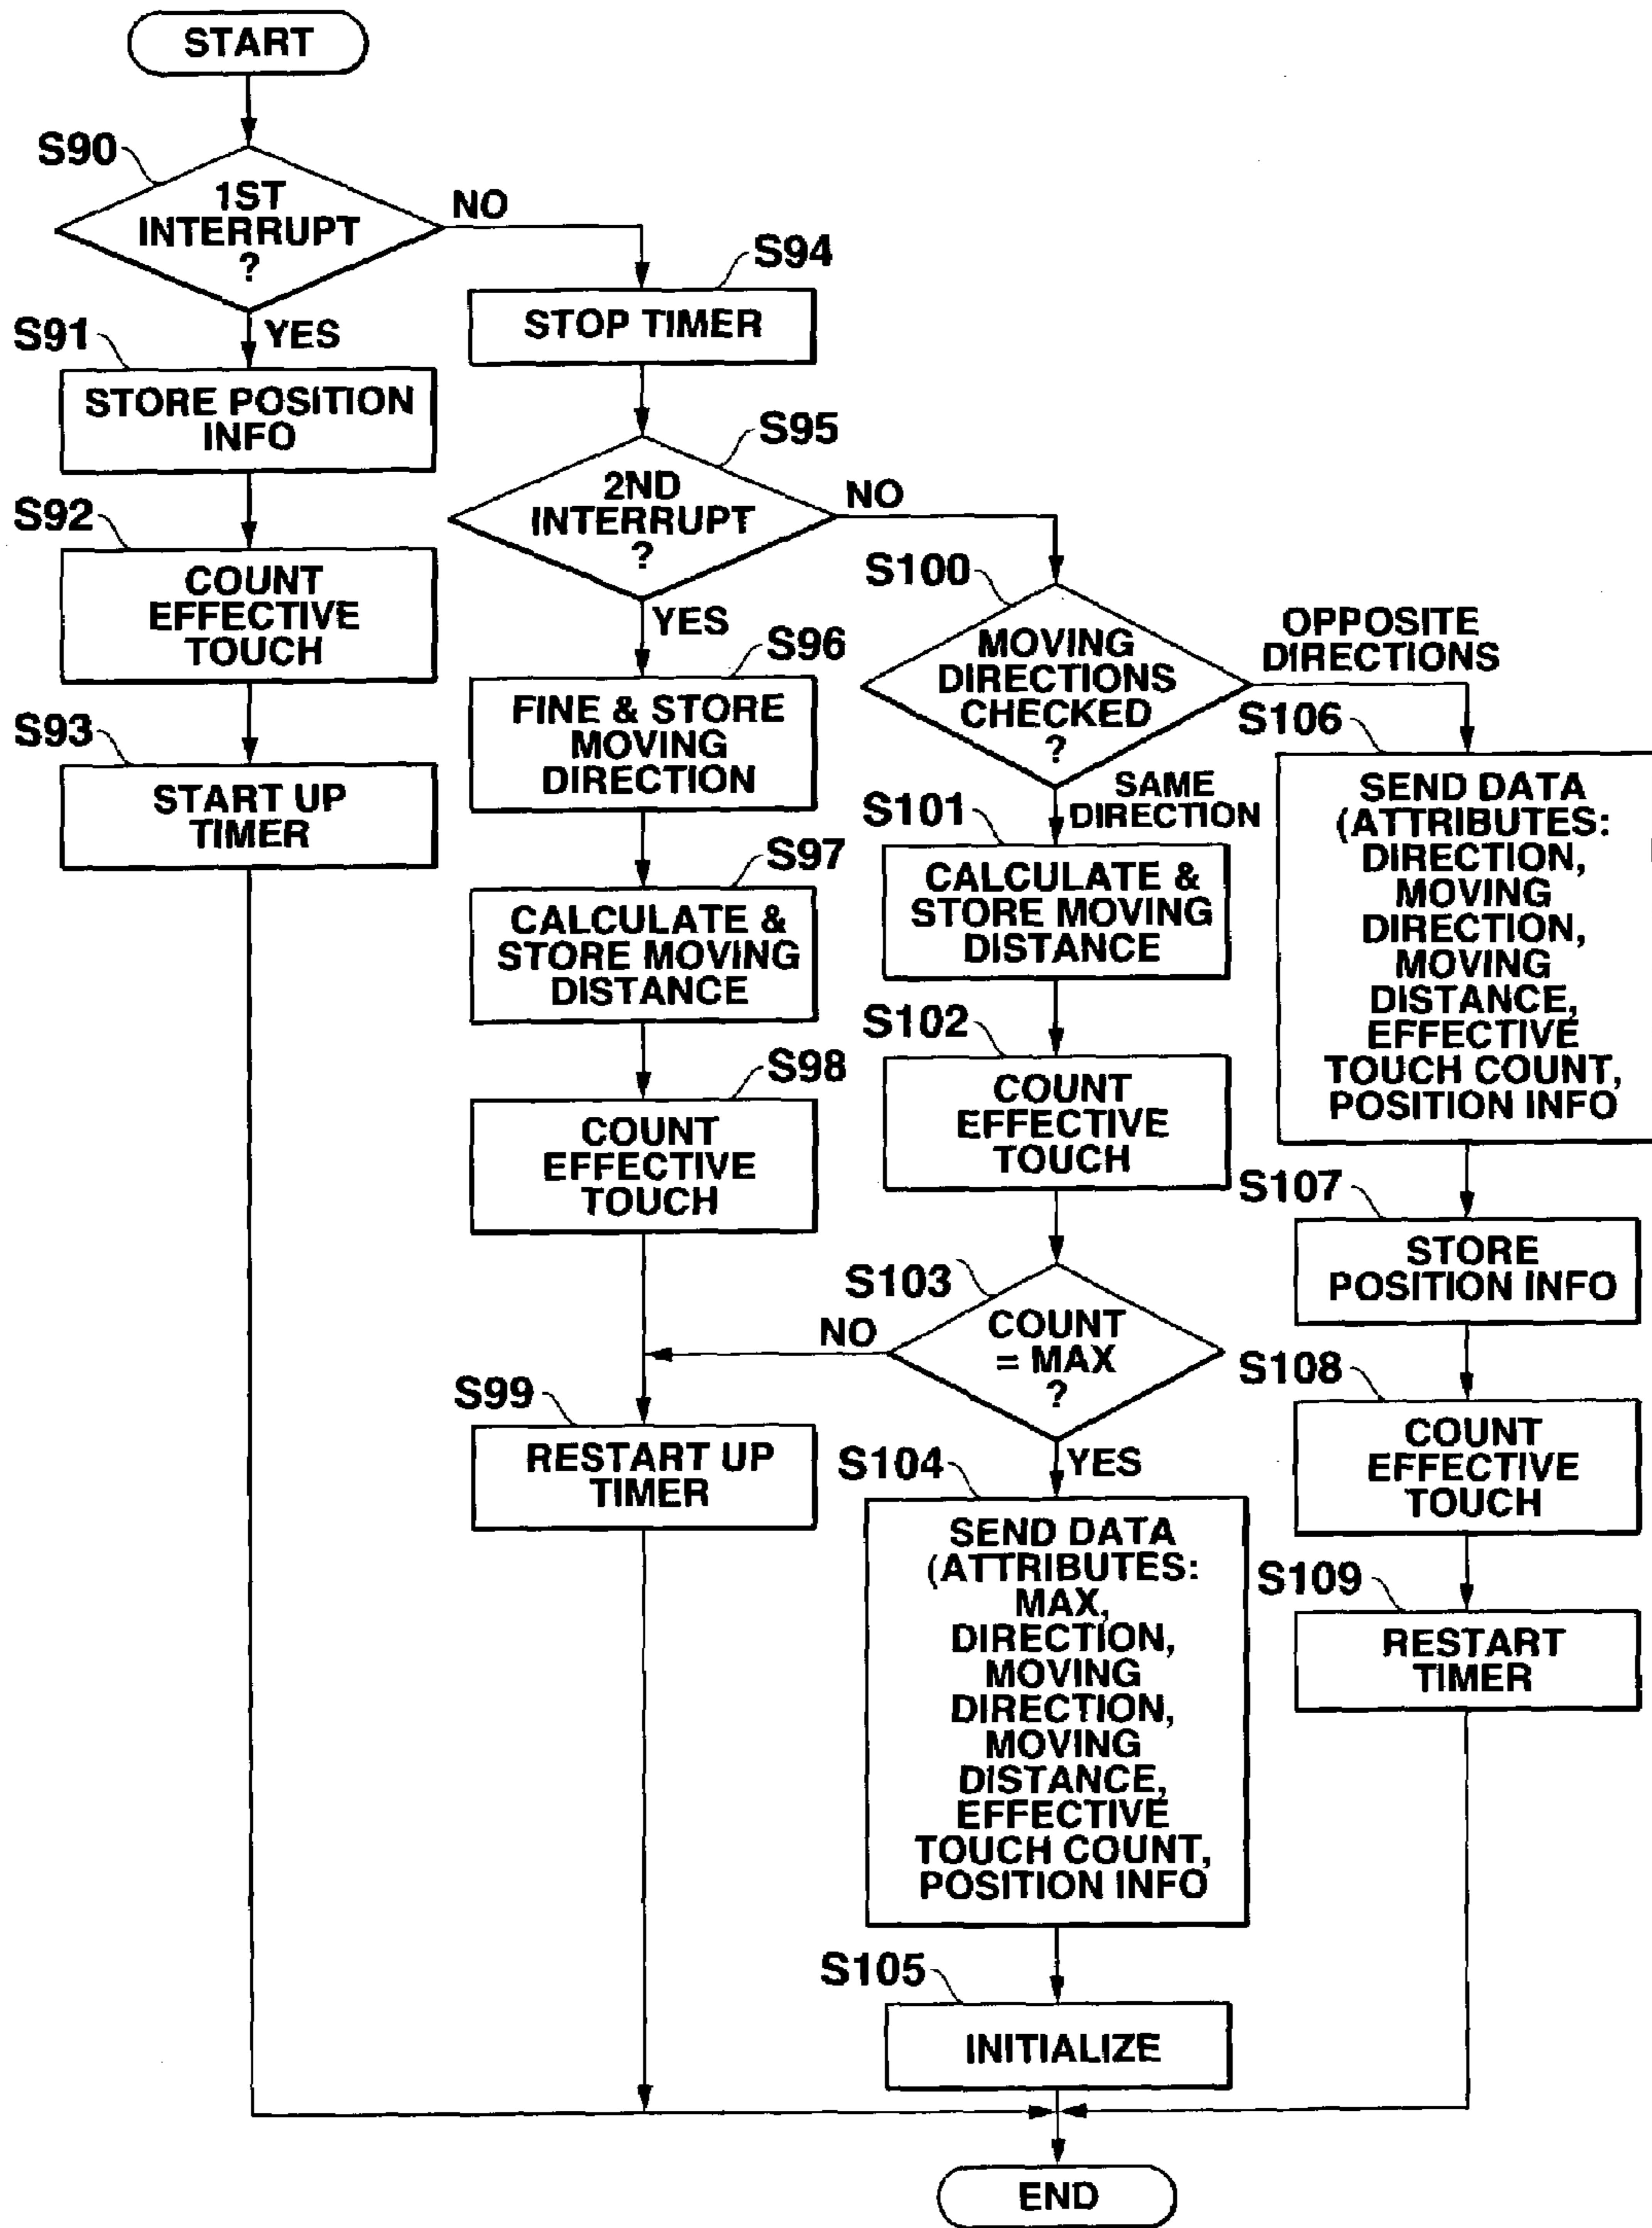 START
S90
1ST
INTERRUPT
?
NO
YES
S91
STORE POSITION
INFO
S92
COUNT
EFFECTIVE
TOUCH
S93
START UP
TIMER
S94
STOP TIMER
S95
2ND
INTERRUPT
?
NO
YES
S96
FINE & STORE
MOVING
DIRECTION
S97
CALCULATE &
STORE MOVING
DISTANCE
S98
COUNT
EFFECTIVE
TOUCH
S99
RESTART UP
TIMER
S100
MOVING
DIRECTIONS
CHECKED
?
OPPOSITE
DIRECTIONS
SAME
DIRECTION
S101
CALCULATE &
STORE MOVING
DISTANCE
S102
COUNT
EFFECTIVE
TOUCH
S103
COUNT
= MAX
?
NO
YES
S104
SEND DATA
(ATTRIBUTES:
MAX,
DIRECTION,
MOVING
DIRECTION,
MOVING
DISTANCE,
EFFECTIVE
TOUCH COUNT,
POSITION INFO
S105
INITIALIZE
S106
SEND DATA
(ATTRIBUTES:
DIRECTION,
MOVING
DIRECTION,
MOVING
DISTANCE,
EFFECTIVE
TOUCH COUNT,
POSITION INFO
S107
STORE
POSITION INFO
S108
COUNT
EFFECTIVE
TOUCH
S109
RESTART
TIMER
END